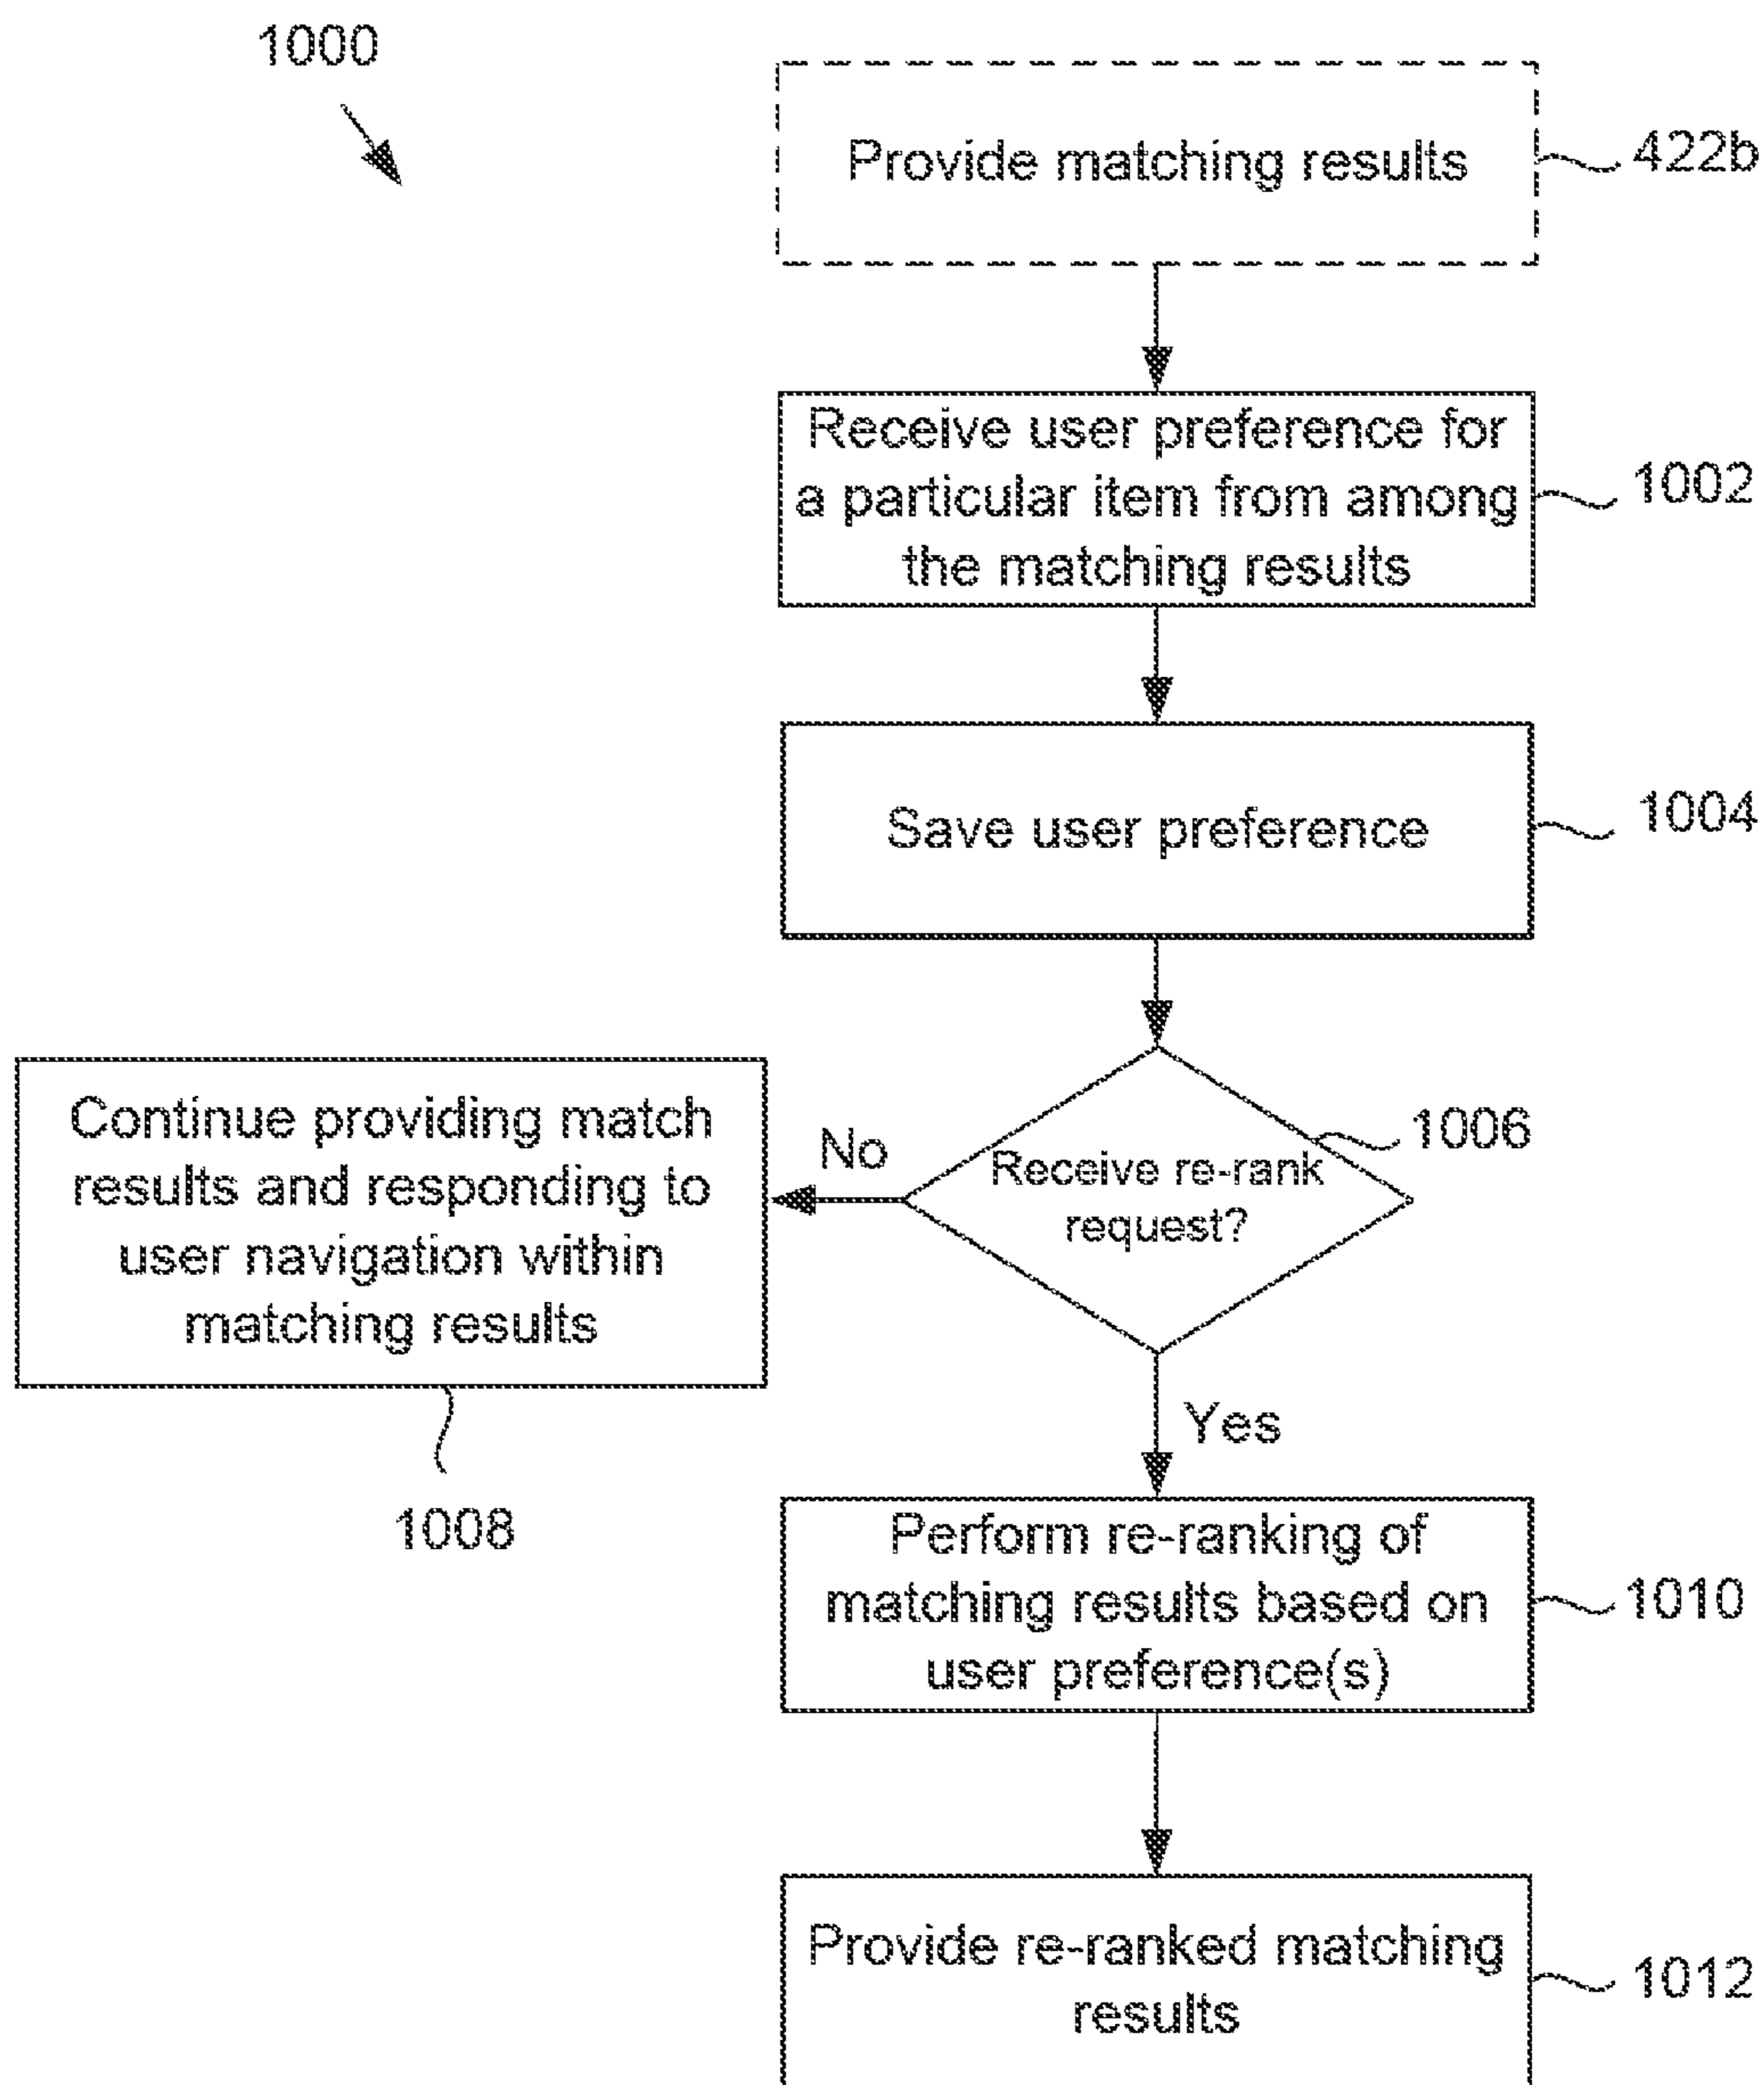 1000
Provide matching results
422b
Receive user preference for
a particular item from among
the matching results
1002
Save user preference
1004
Receive re-rank
request?
1006
No
Continue providing match
results and responding to
user navigation within
matching results
1008
Yes
Perform re-ranking of
matching results based on
user preference(s)
1010
Provide re-ranked matching
results
1012